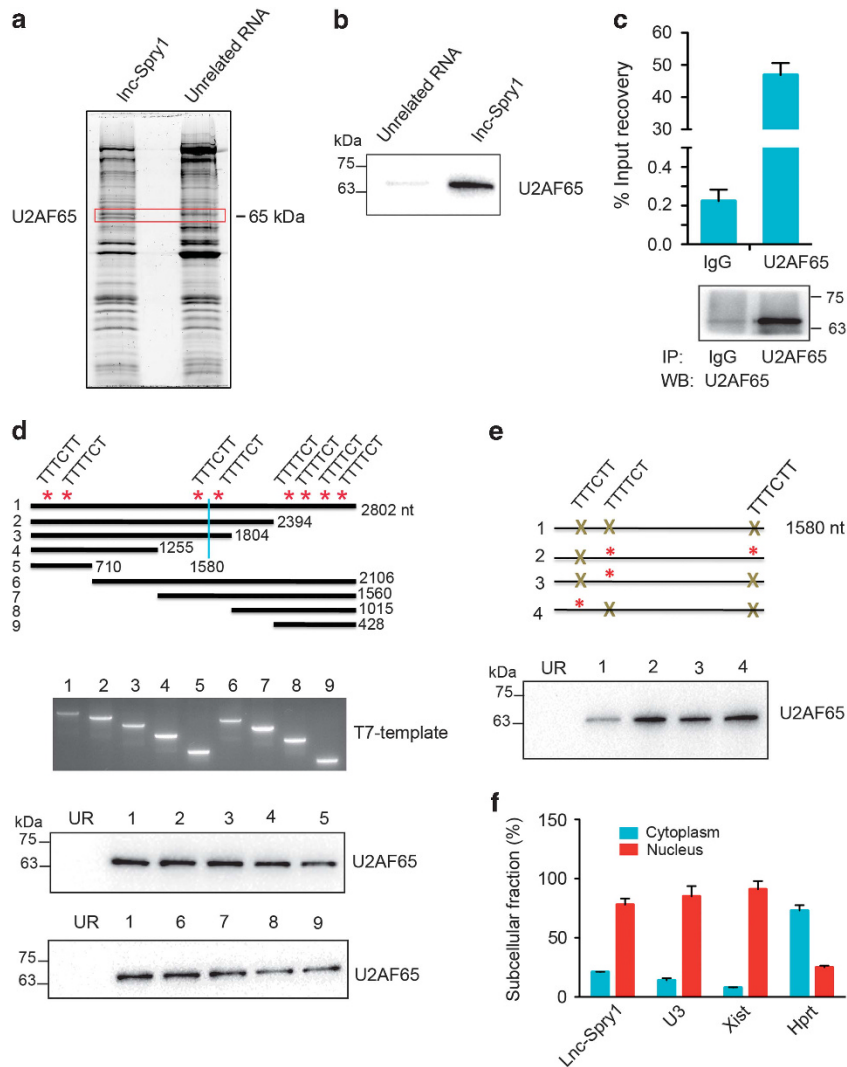 a
lnc-Spry1
Unrelated RNA
U2AF65
65 kDa
b
Unrelated RNA
lnc-Spry1
kDa
75
63
U2AF65
c
% Input recovery
60
50
40
30
0.4
0.2
0.0
IgG
U2AF65
75
63
IP: IgG U2AF65
WB: U2AF65
d
TTTCTT
TTTTCT
TTTCTT
TTTTCT
TTTTCT
TTTTCT
TTTCTT
TTTTCT
* * * * * * * *
1 2802 nt
2 2394
3 1804
4 1255
5 710 1580
6 2106
7 1560
8 1015
9 428
1 2 3 4 5 6 7 8 9
T7-template
kDa UR 1 2 3 4 5
75
63
U2AF65
UR 1 6 7 8 9
75
63
U2AF65
e
TTTCTT
TTTTCT
TTTCTT
1 X X X 1580 nt
2 X * *
3 X * X
4 * X X
kDa UR 1 2 3 4
75
63
U2AF65
f
Subcellular fraction (%)
150
100
50
0
Cytoplasm
Nucleus
Lnc-Spry1
U3
Xist
Hprt